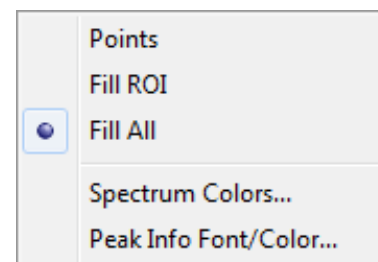 Points
Fill ROI
Fill All
Spectrum Colors...
Peak Info Font/Color...